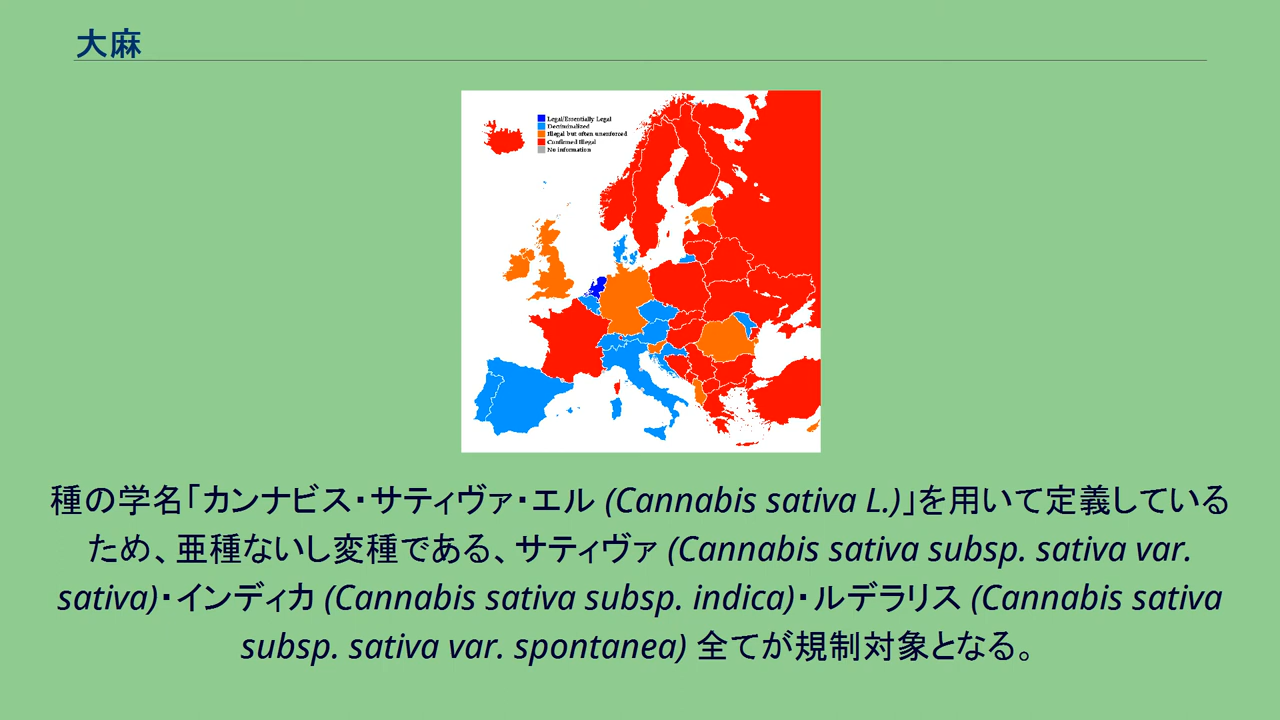 大麻
Legal/Essentially Legal
Decriminalized
Illegal but often unenforced
Confirmed Illegal
No information
種の学名｢カンナビス･サティヴァ･エル (Cannabis sativa L.)｣を用いて定義している
ため､亜種ないし変種である､サティヴァ (Cannabis sativa subsp. sativa var.
sativa)･インディカ (Cannabis sativa subsp. indica)･ルデラリス (Cannabis sativa
subsp. sativa var. spontanea) 全てが規制対象となる。